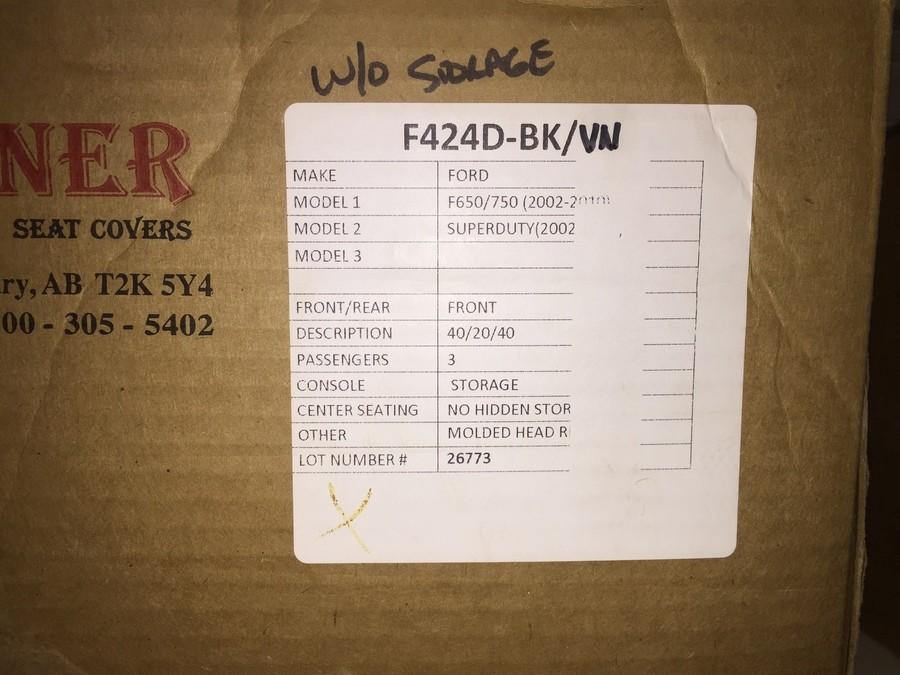 W/O STORAGE
NER
SEAT COVERS
ry, AB T2K 5Y4
00 - 305 - 5402
F424D-BK/VN
MAKE FORD
MODEL 1 F650/750 (2002-2010)
MODEL 2 SUPERDUTY(2002
MODEL 3
FRONT/REAR FRONT
DESCRIPTION 40/20/40
PASSENGERS 3
CONSOLE STORAGE
CENTER SEATING NO HIDDEN STOR
OTHER MOLDED HEAD R
LOT NUMBER # 26773